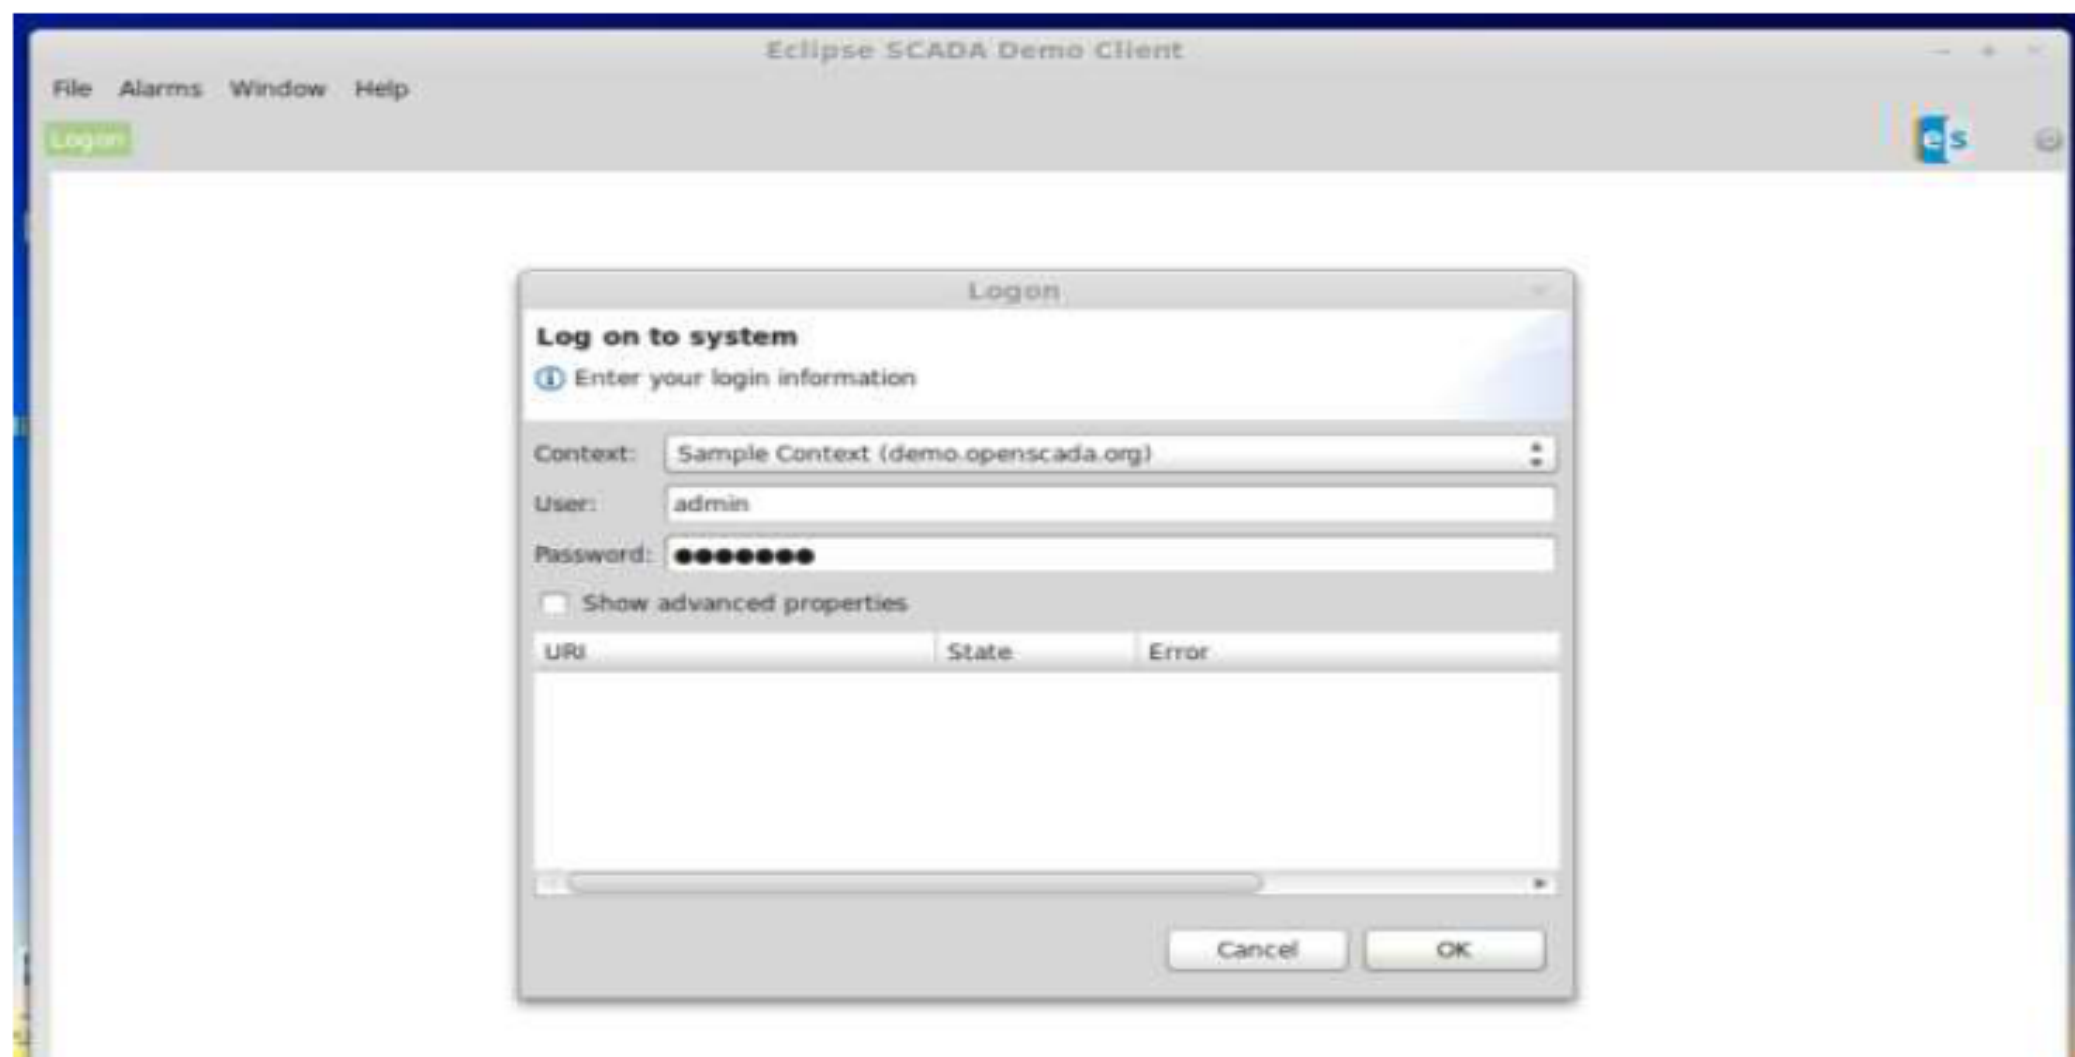 Eclipse SCADA Demo Client
File Alarms Window Help
Logon
es
Logon
Log on to system
Enter your login information
Context: Sample Context (demo.openscada.org)
User: admin
Password: ●●●●●●●
Show advanced properties
URI State Error
Cancel OK